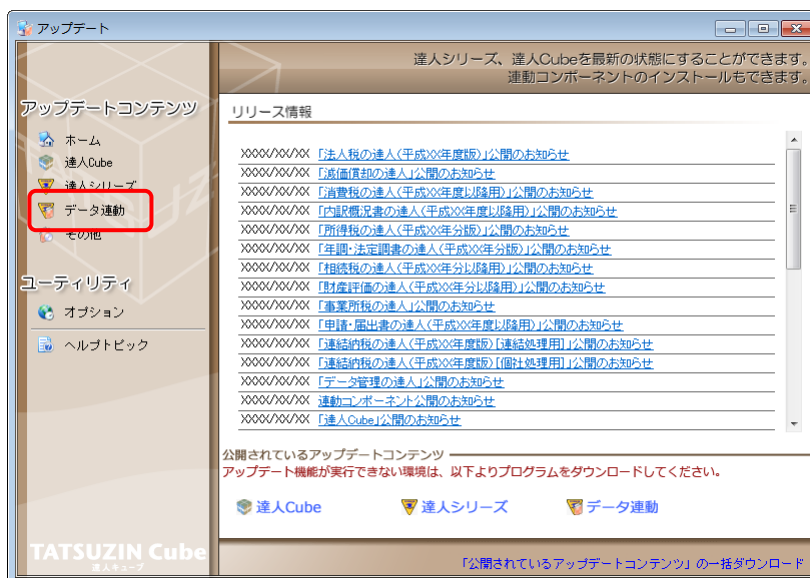 アップデート
達人シリーズ、達人Cubeを最新の状態にすることができます。
連動コンポーネントのインストールもできます。
アップデートコンテンツ
ホーム
達人Cube
達人シリーズ
データ連動
その他
ユーティリティ
オプション
ヘルプトピック
リリース情報
XXXX/XX/XX 「法人税の達人(平成XX年度版)」公開のお知らせ
XXXX/XX/XX 「減価償却の達人」公開のお知らせ
XXXX/XX/XX 「消費税の達人(平成XX年度以降用)」公開のお知らせ
XXXX/XX/XX 「内訳概況書の達人(平成XX年度以降用)」公開のお知らせ
XXXX/XX/XX 「所得税の達人(平成XX年分版)」公開のお知らせ
XXXX/XX/XX 「年調・法定調書の達人(平成XX年分版)」公開のお知らせ
XXXX/XX/XX 「相続税の達人(平成XX年分以降用)」公開のお知らせ
XXXX/XX/XX 「財産評価の達人(平成XX年分以降用)」公開のお知らせ
XXXX/XX/XX 「事業所税の達人」公開のお知らせ
XXXX/XX/XX 「申請・届出書の達人(平成XX年度以降用)」公開のお知らせ
XXXX/XX/XX 「連結納税の達人(平成XX年度版)[連結処理用]」公開のお知らせ
XXXX/XX/XX 「連結納税の達人(平成XX年度版)[個社処理用]」公開のお知らせ
XXXX/XX/XX 「データ管理の達人」公開のお知らせ
XXXX/XX/XX 連動コンポーネント公開のお知らせ
XXXX/XX/XX 「達人Cube」公開のお知らせ
公開されているアップデートコンテンツ
アップデート機能が実行できない環境は、以下よりプログラムをダウンロードしてください。
達人Cube 達人シリーズ データ連動
TATSUZIN Cube
達人キューブ
「公開されているアップデートコンテンツ」の一括ダウンロード